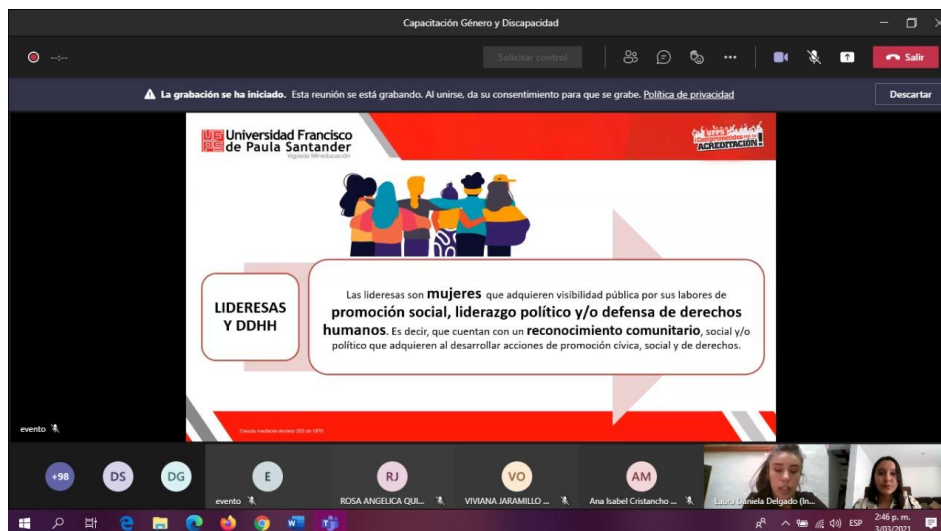 Capacitación Género y Discapacidad
--:--
Solicitar control
Salir
La grabación se ha iniciado. Esta reunión se está grabando. Al unirse, da su consentimiento para que se grabe. Política de privacidad
Descartar
Universidad Francisco
de Paula Santander
Vigilada Mineducación
ACREDITACIÓN!
LIDERESAS
Y DDHH
Las lideresas son mujeres que adquieren visibilidad pública por sus labores de
promoción social, liderazgo político y/o defensa de derechos
humanos. Es decir, que cuentan con un reconocimiento comunitario, social y/o
político que adquieren al desarrollar acciones de promoción cívica, social y de derechos.
evento
+98
DS
DG
E
RJ
VO
AM
evento
ROSA ANGELICA QUI...
VIVIANA JARAMILLO ...
Ana Isabel Cristancho ...
Laura Daniela Delgado (In...
ESP
2:46 p. m.
3/03/2021